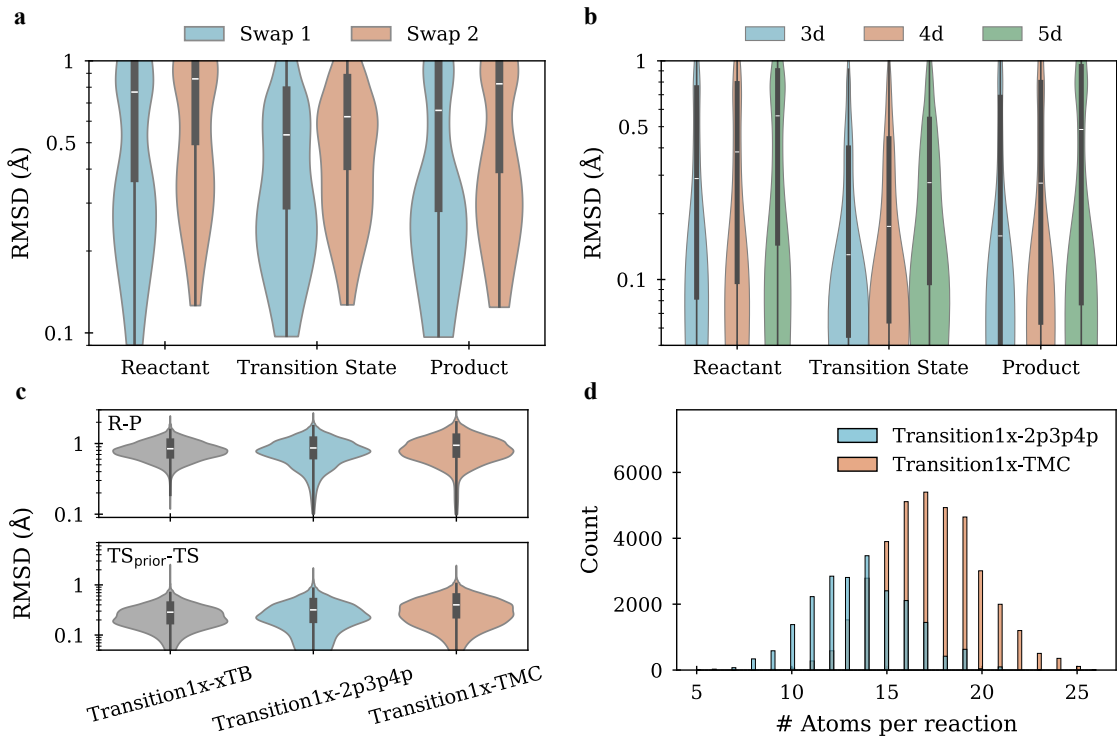 a
Swap 1
Swap 2
1
0.5
0.1
RMSD (Å)
Reactant
Transition State
Product
b
3d
4d
5d
1
0.5
0.1
RMSD (Å)
Reactant
Transition State
Product
c
R-P
1
0.1
TSprior-TS
1
0.1
RMSD (Å)
Transition1x-xTB
Transition1x-2p3p4p
Transition1x-TMC
d
Transition1x-2p3p4p
Transition1x-TMC
6000
4000
2000
0
Count
5
10
15
20
25
# Atoms per reaction